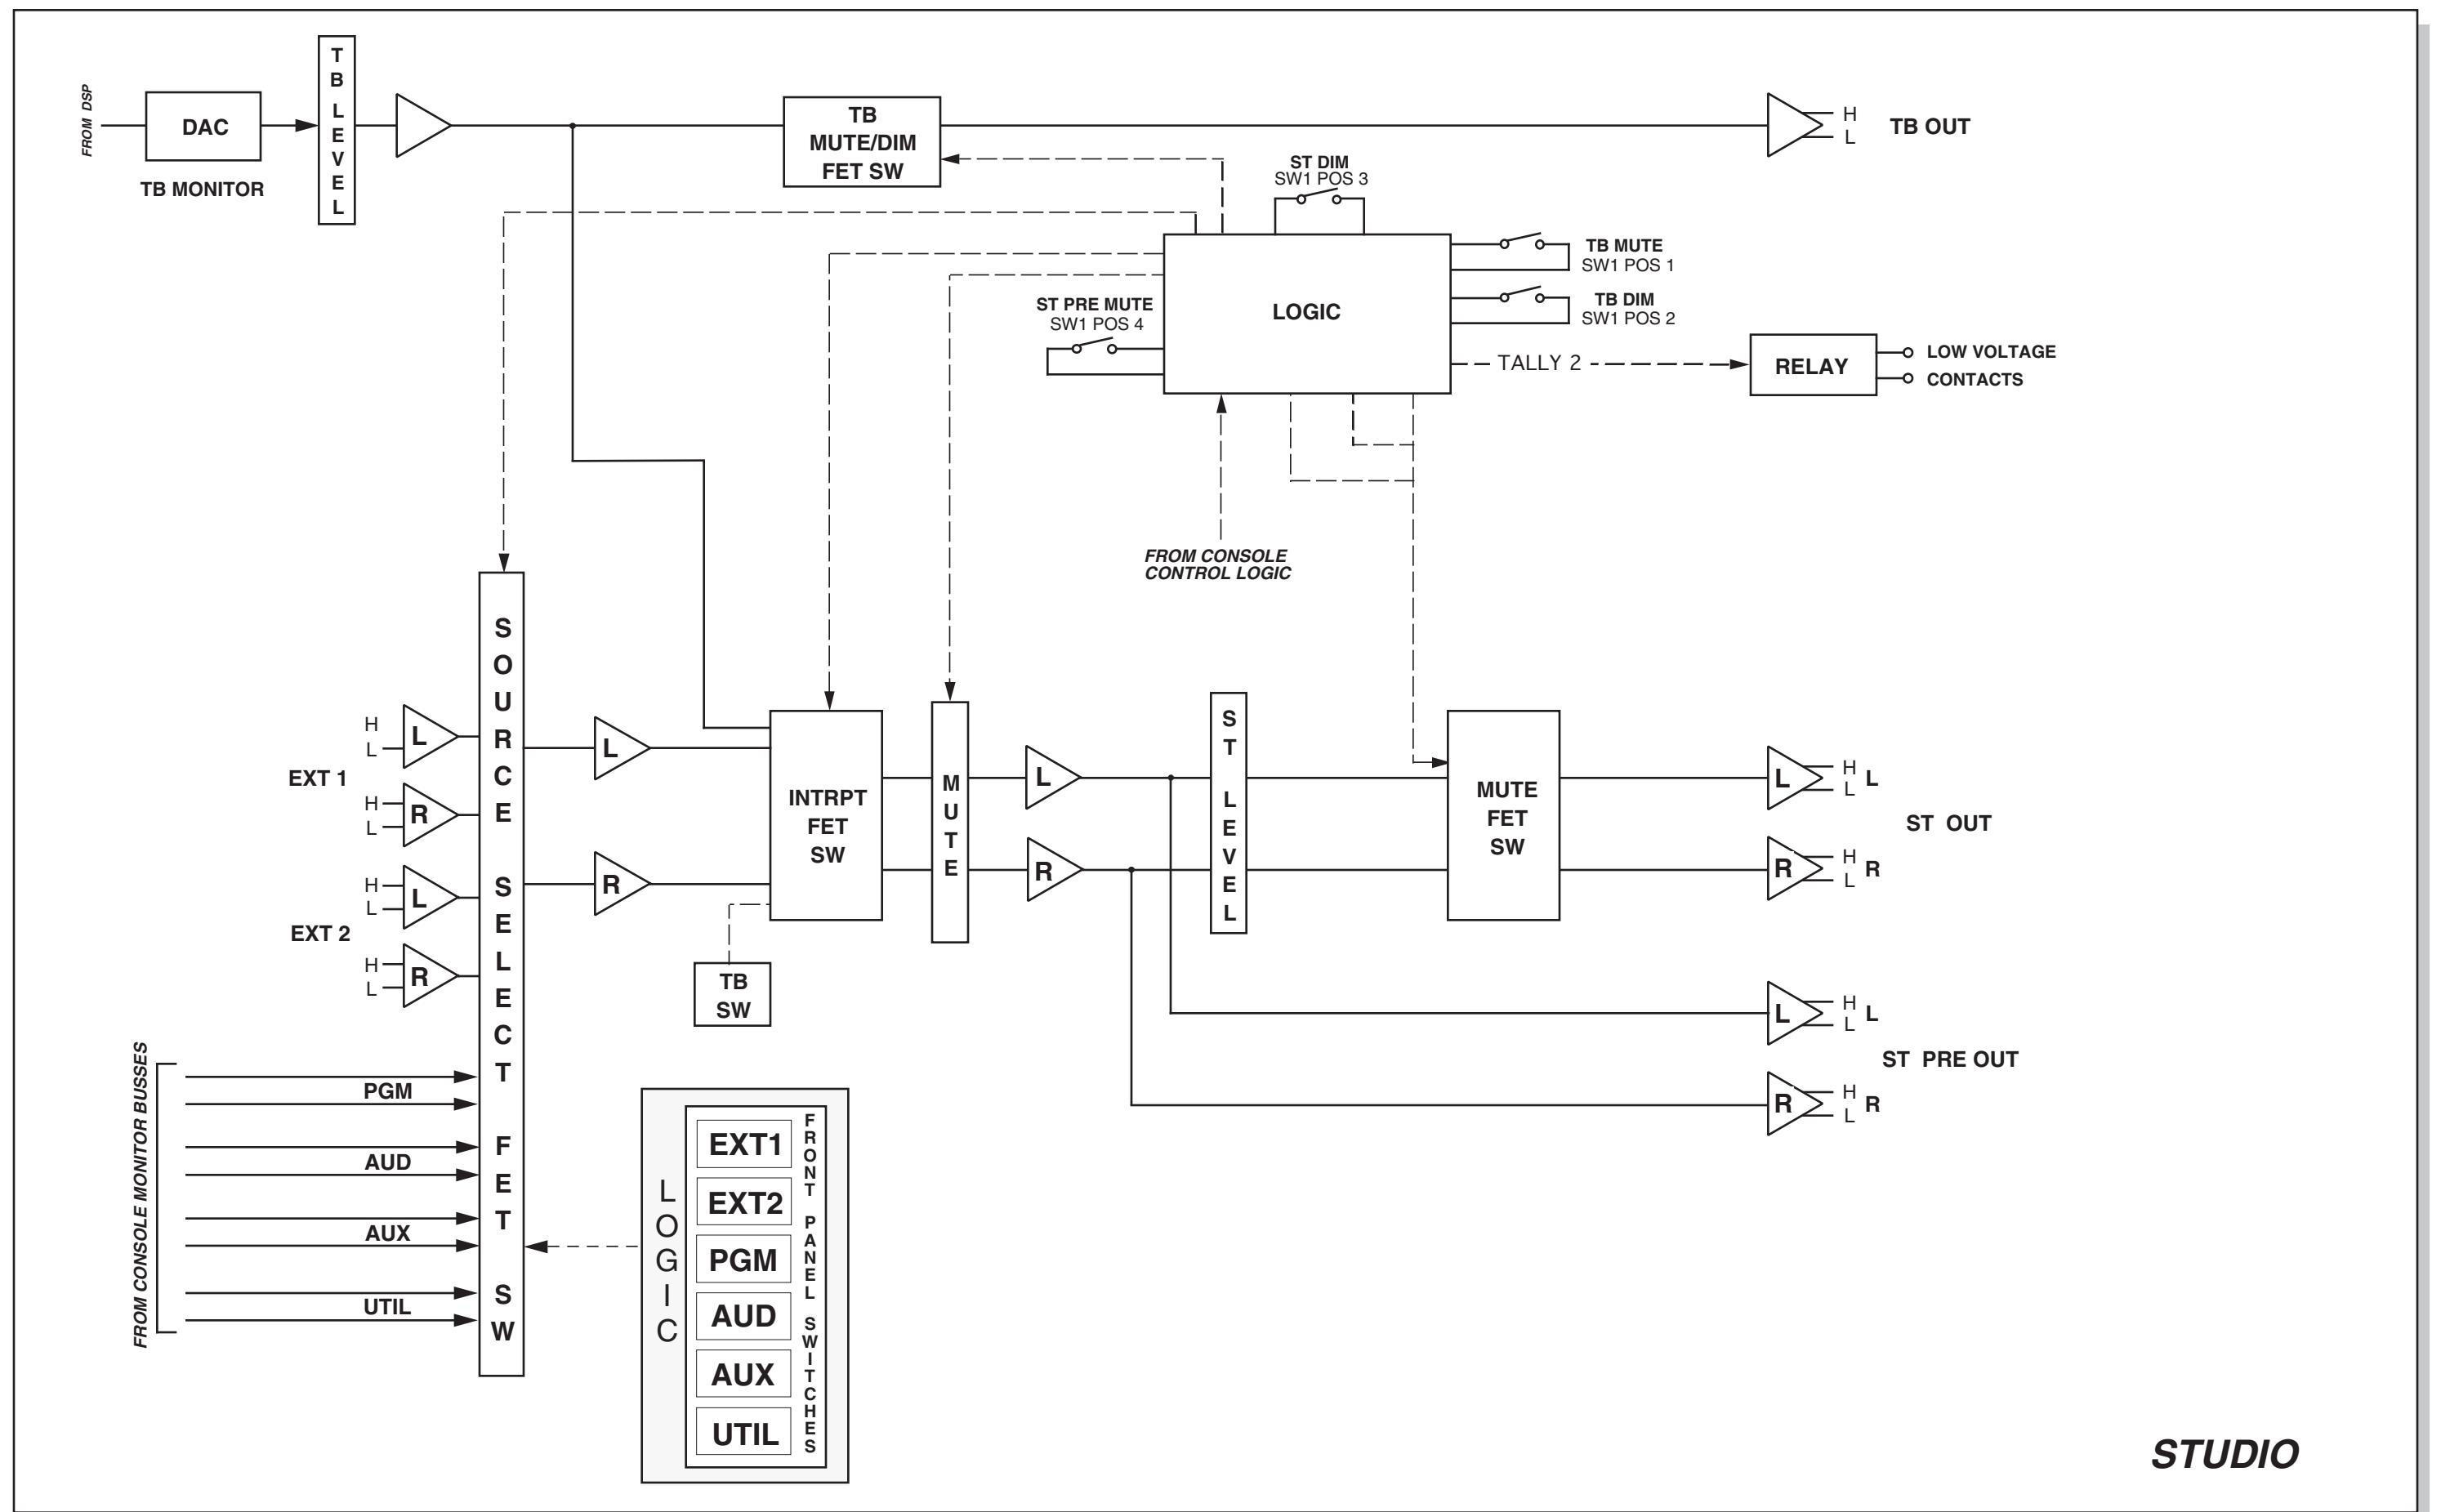 FROM DSP
DAC
TB MONITOR
TB LEVEL
TB
MUTE/DIM
FET SW
H
L
TB OUT
ST DIM
SW1 POS 3
TB MUTE
SW1 POS 1
TB DIM
SW1 POS 2
ST PRE MUTE
SW1 POS 4
LOGIC
TALLY 2
RELAY
LOW VOLTAGE
CONTACTS
FROM CONSOLE
CONTROL LOGIC
SOURCE SELECT FET SW
H
L
L
EXT 1
H
L
R
H
L
L
EXT 2
H
L
R
L
R
INTRPT
FET
SW
TB
SW
MUTE
L
R
ST LEVEL
MUTE
FET
SW
L
H
L
L
ST OUT
R
H
L
R
L
H
L
L
ST PRE OUT
R
H
L
R
FROM CONSOLE MONITOR BUSSES
PGM
AUD
AUX
UTIL
LOGIC
EXT1
EXT2
PGM
AUD
AUX
UTIL
FRONT PANEL SWITCHES
STUDIO